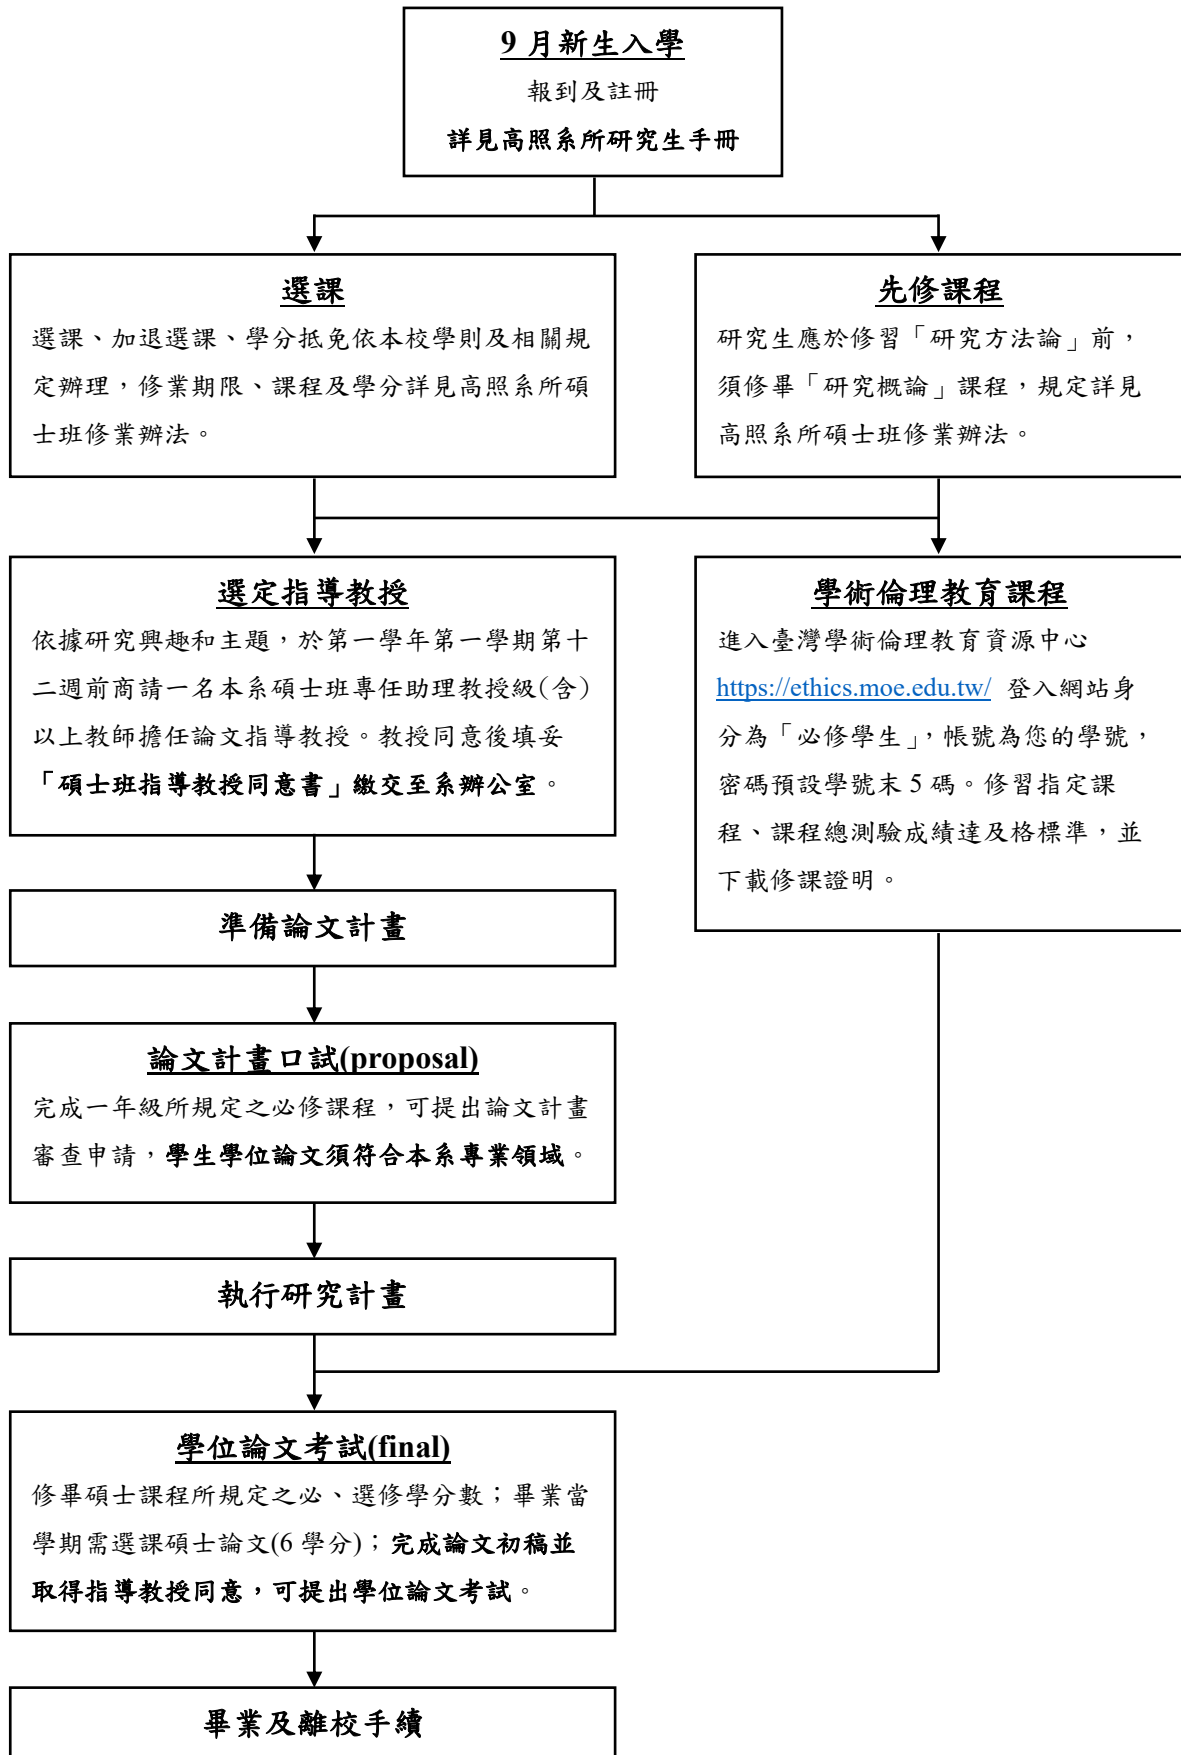 9 月新生入學
報到及註冊
詳見高照系所研究生手冊
選課
選課、加退選課、學分抵免依本校學則及相關規
定辦理，修業期限、課程及學分詳見高照系所碩
士班修業辦法。
先修課程
研究生應於修習「研究方法論」前，
須修畢「研究概論」課程，規定詳見
高照系所碩士班修業辦法。
選定指導教授
依據研究興趣和主題，於第一學年第一學期第十
二週前商請一名本系碩士班專任助理教授級(含)
以上教師擔任論文指導教授。教授同意後填妥
「碩士班指導教授同意書」繳交至系辦公室。
學術倫理教育課程
進入臺灣學術倫理教育資源中心
https://ethics.moe.edu.tw/ 登入網站身
分為「必修學生」，帳號為您的學號，
密碼預設學號末 5 碼。修習指定課
程、課程總測驗成績達及格標準，並
下載修課證明。
準備論文計畫
論文計畫口試(proposal)
完成一年級所規定之必修課程，可提出論文計畫
審查申請，學生學位論文須符合本系專業領域。
執行研究計畫
學位論文考試(final)
修畢碩士課程所規定之必、選修學分數；畢業當
學期需選課碩士論文(6 學分)；完成論文初稿並
取得指導教授同意，可提出學位論文考試。
畢業及離校手續